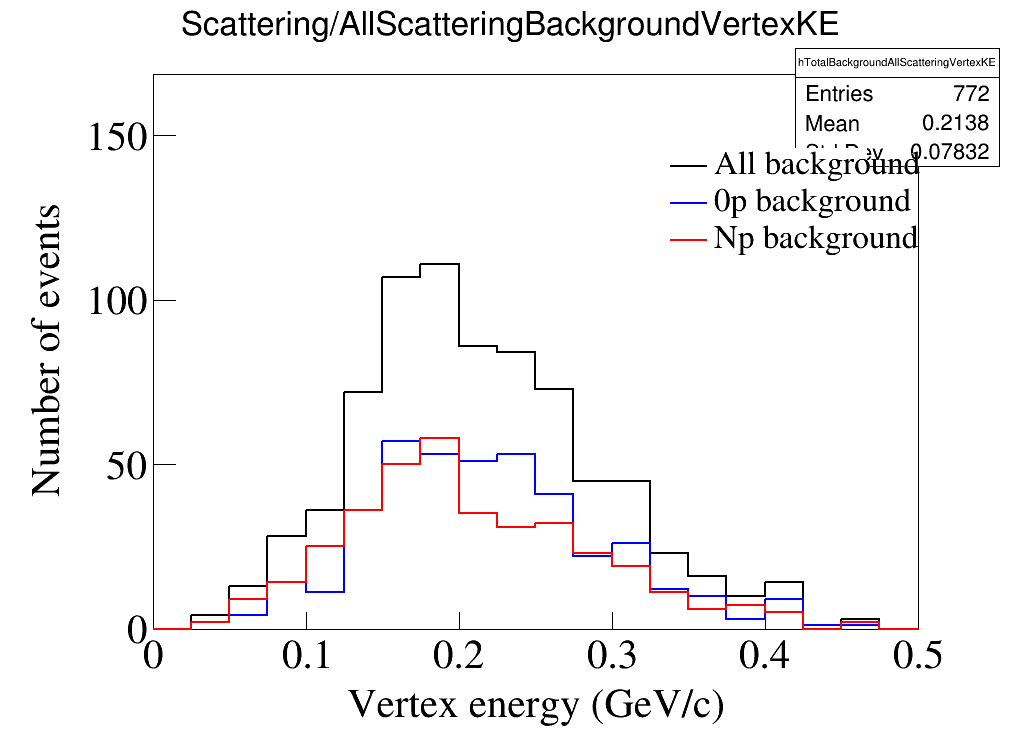 Scattering/AllScatteringBackgroundVertexKE
hTotalBackgroundAllScatteringVertexKE
Entries 772
Mean 0.2138
0.07832
All background
0p background
Np background
Number of events
150
100
50
0
0 0.1 0.2 0.3 0.4 0.5
Vertex energy (GeV/c)